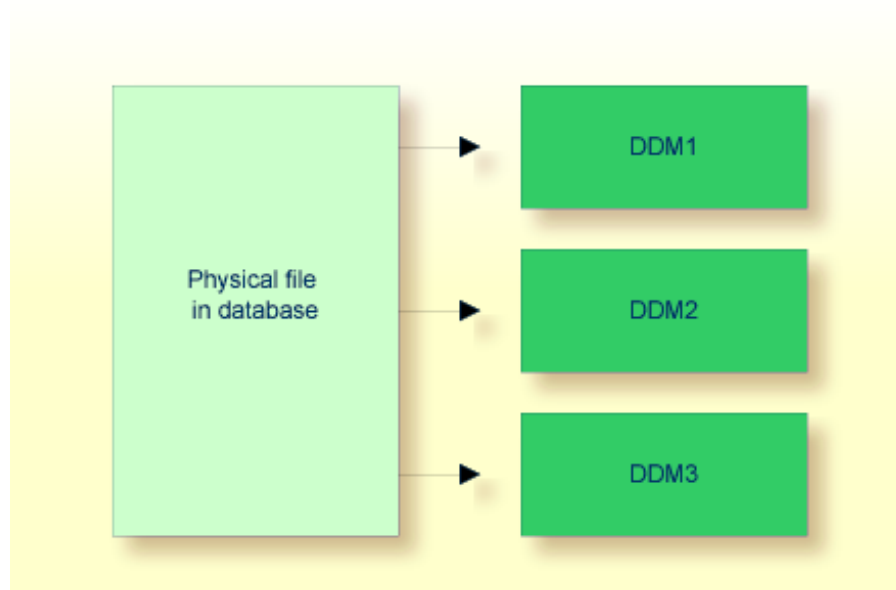 Physical file
in database
DDM1
DDM2
DDM3